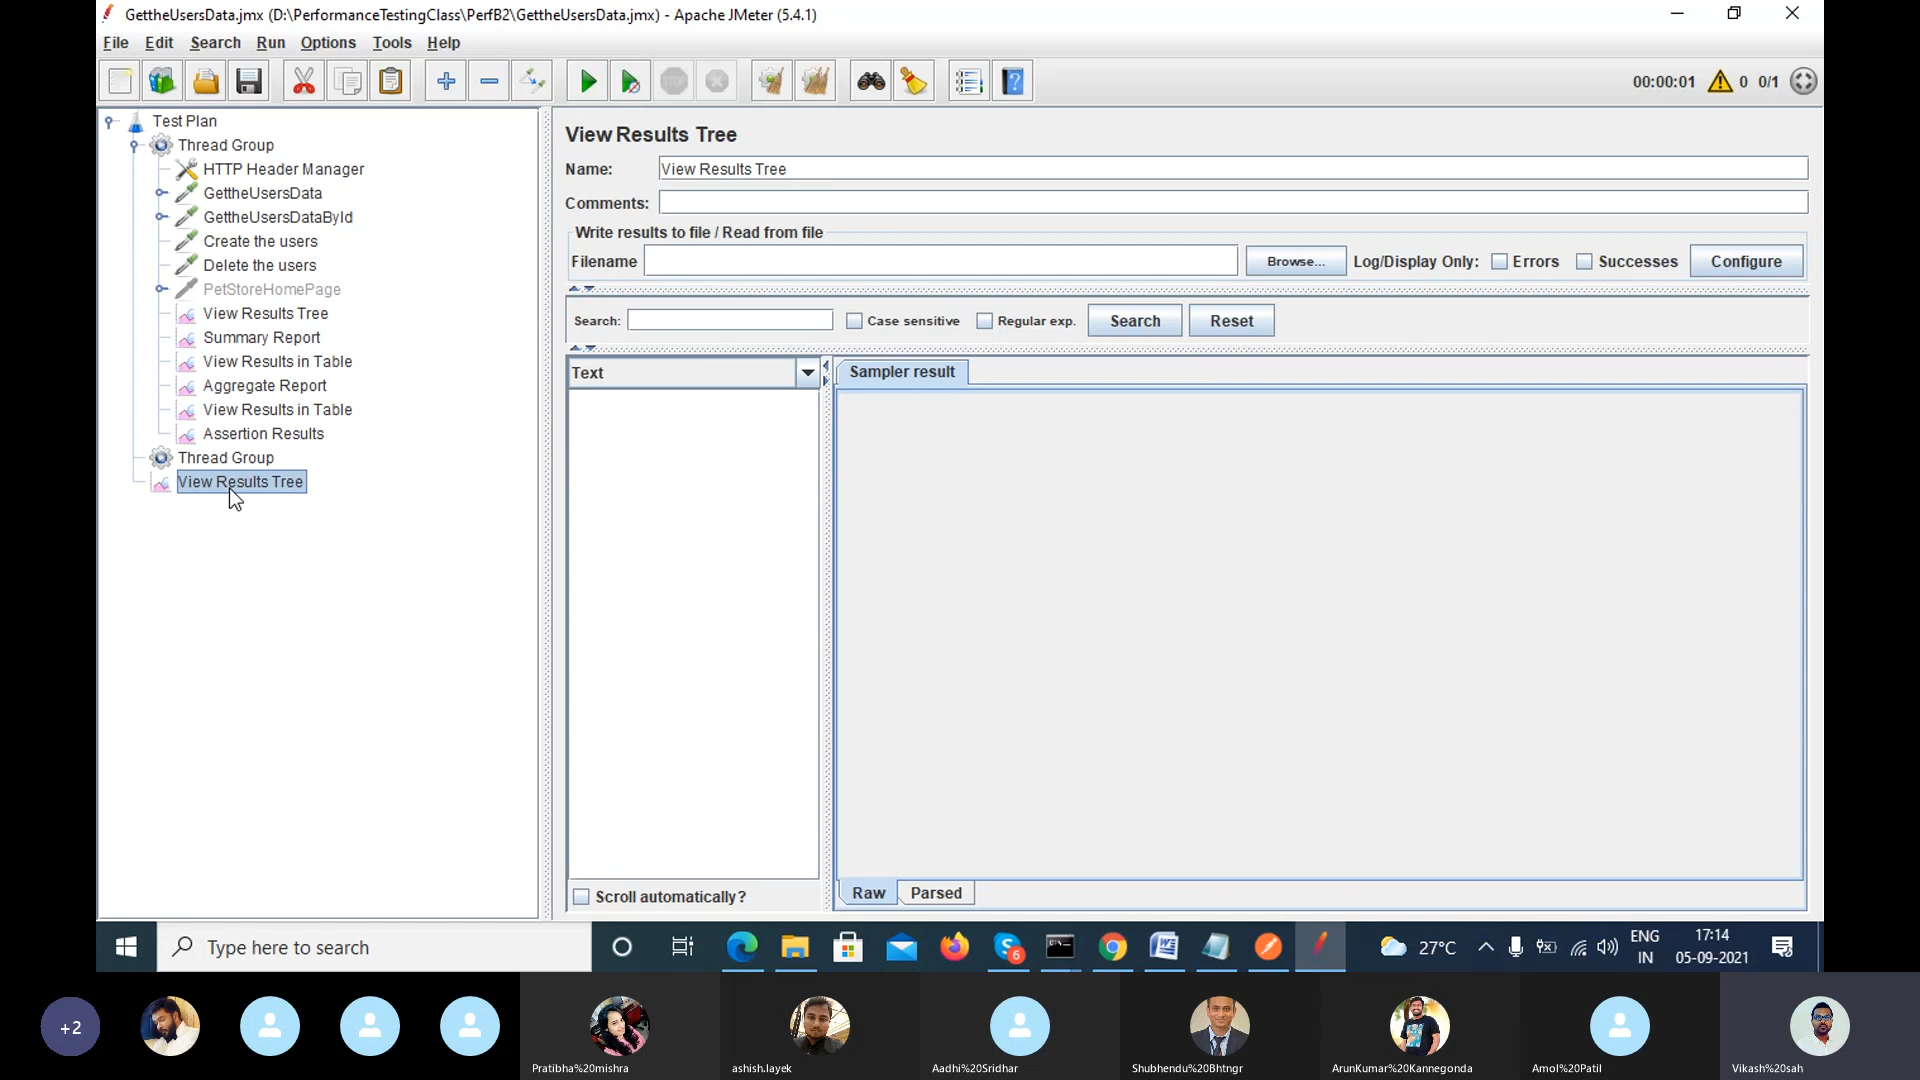 GettheUsersData.jmx (D:\PerformanceTestingClass\PerfB2\GettheUsersData.jmx) - Apache JMeter (5.4.1)
File Edit Search Run Options Tools Help
STOP
00:00:01 0 0/1
Test Plan
Thread Group
HTTP Header Manager
GettheUsersData
GettheUsersDataById
Create the users
Delete the users
PetStoreHomePage
View Results Tree
Summary Report
View Results in Table
Aggregate Report
View Results in Table
Assertion Results
Thread Group
View Results Tree
View Results Tree
Name: View Results Tree
Comments:
Write results to file / Read from file
Filename Browse... Log/Display Only: Errors Successes Configure
Search: Case sensitive Regular exp. Search Reset
Text
Sampler result
Scroll automatically?
Raw Parsed
Type here to search
6
27°C
ENG
IN
17:14
05-09-2021
+2
Pratibha%20mishra
ashish.layek
Aadhi%20Sridhar
Shubhendu%20Bhtngr
ArunKumar%20Kannegonda
Amol%20Patil
Vikash%20sah